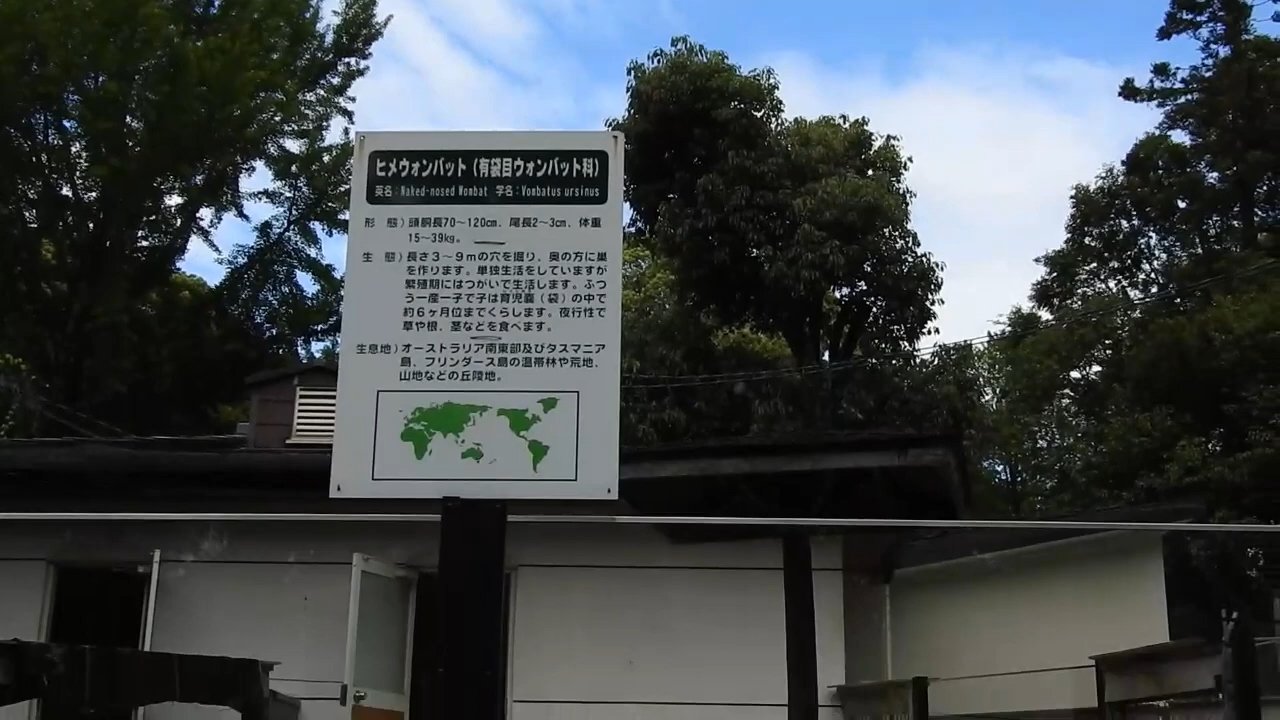 ヒメウォンバット（有袋目ウォンバット科）
英名：Naked-nosed Wombat 学名：Vombatus ursinus
形 態）頭胴長70～120cm．尾長2～3cm．体重
15～39kg。
生 態）長さ３～９ｍの穴を掘り、奥の方に巣
を作ります。単独生活をしていますが
繁殖期にはつがいで生活します。ふつ
う一産一子で子は育児嚢（袋）の中で
約６ヶ月位までくらします。夜行性で
草や根、茎などを食べます。
生息地）オーストラリア南東部及びタスマニア
島、フリンダース島の温帯林や荒地、
山地などの丘陵地。